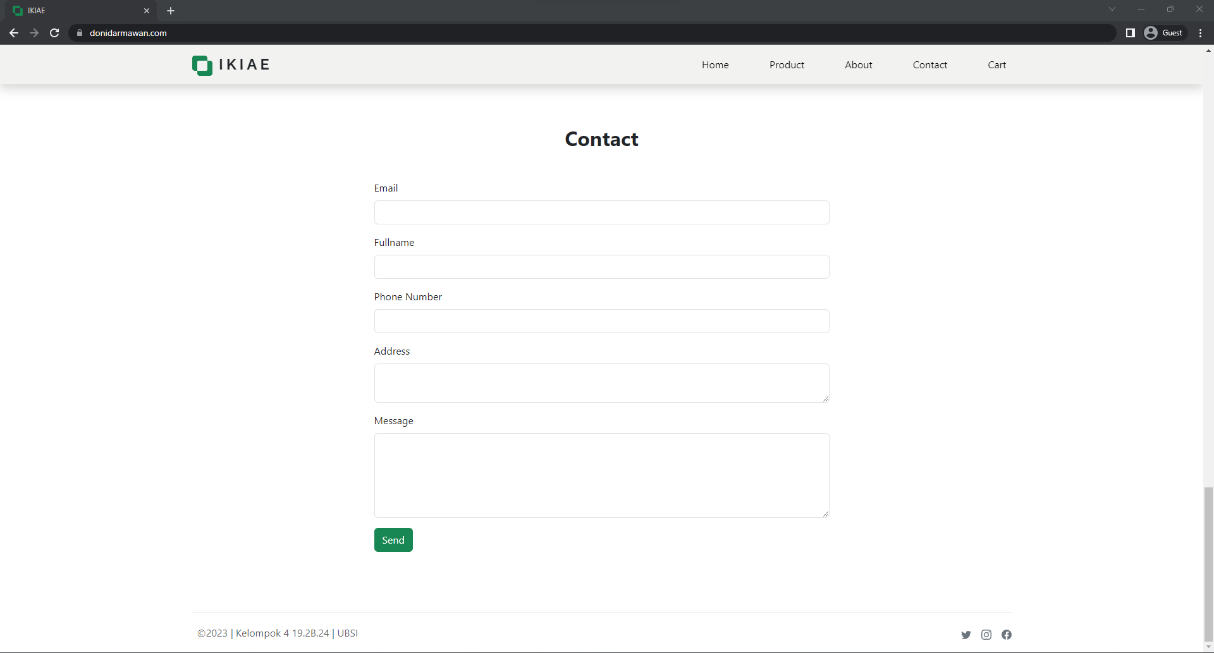 IKIAE
donidarmawan.com
Guest
IKIAE
Home Product About Contact Cart
Contact
Email
Fullname
Phone Number
Address
Message
Send
©2023 | Kelompok 4 19.2B.24 | UBSI